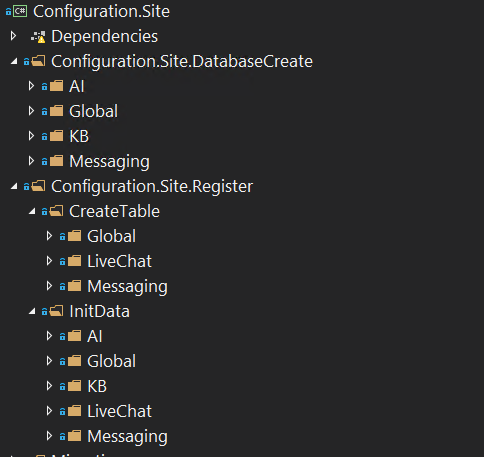 C# Configuration.Site
Dependencies
Configuration.Site.DatabaseCreate
AI
Global
KB
Messaging
Configuration.Site.Register
CreateTable
Global
LiveChat
Messaging
InitData
AI
Global
KB
LiveChat
Messaging